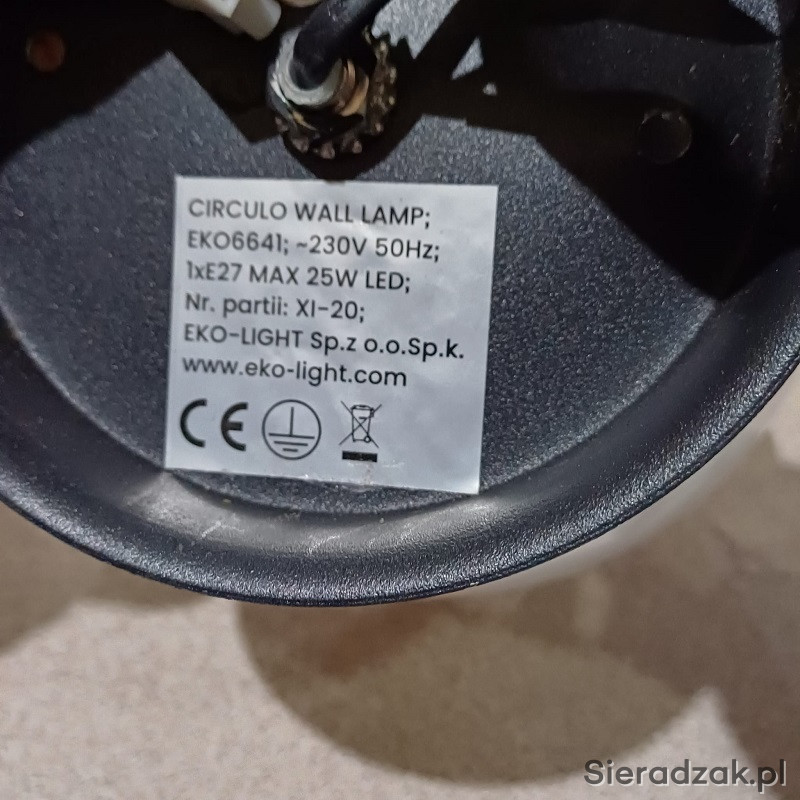 CIRCULO WALL LAMP;
EKO6641; ~230V 50Hz;
1xE27 MAX 25W LED;
Nr. partii: XI-20;
EKO-LIGHT Sp.z o.o.Sp.k.
www.eko-light.com
CE
Sieradzak.pl